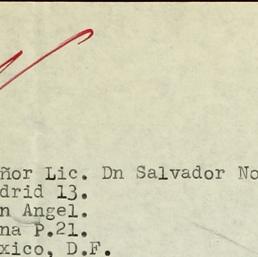 ñor Lic. Dn Salvador No
drid 13.
n Angel.
na P.21.
xico, D.F.